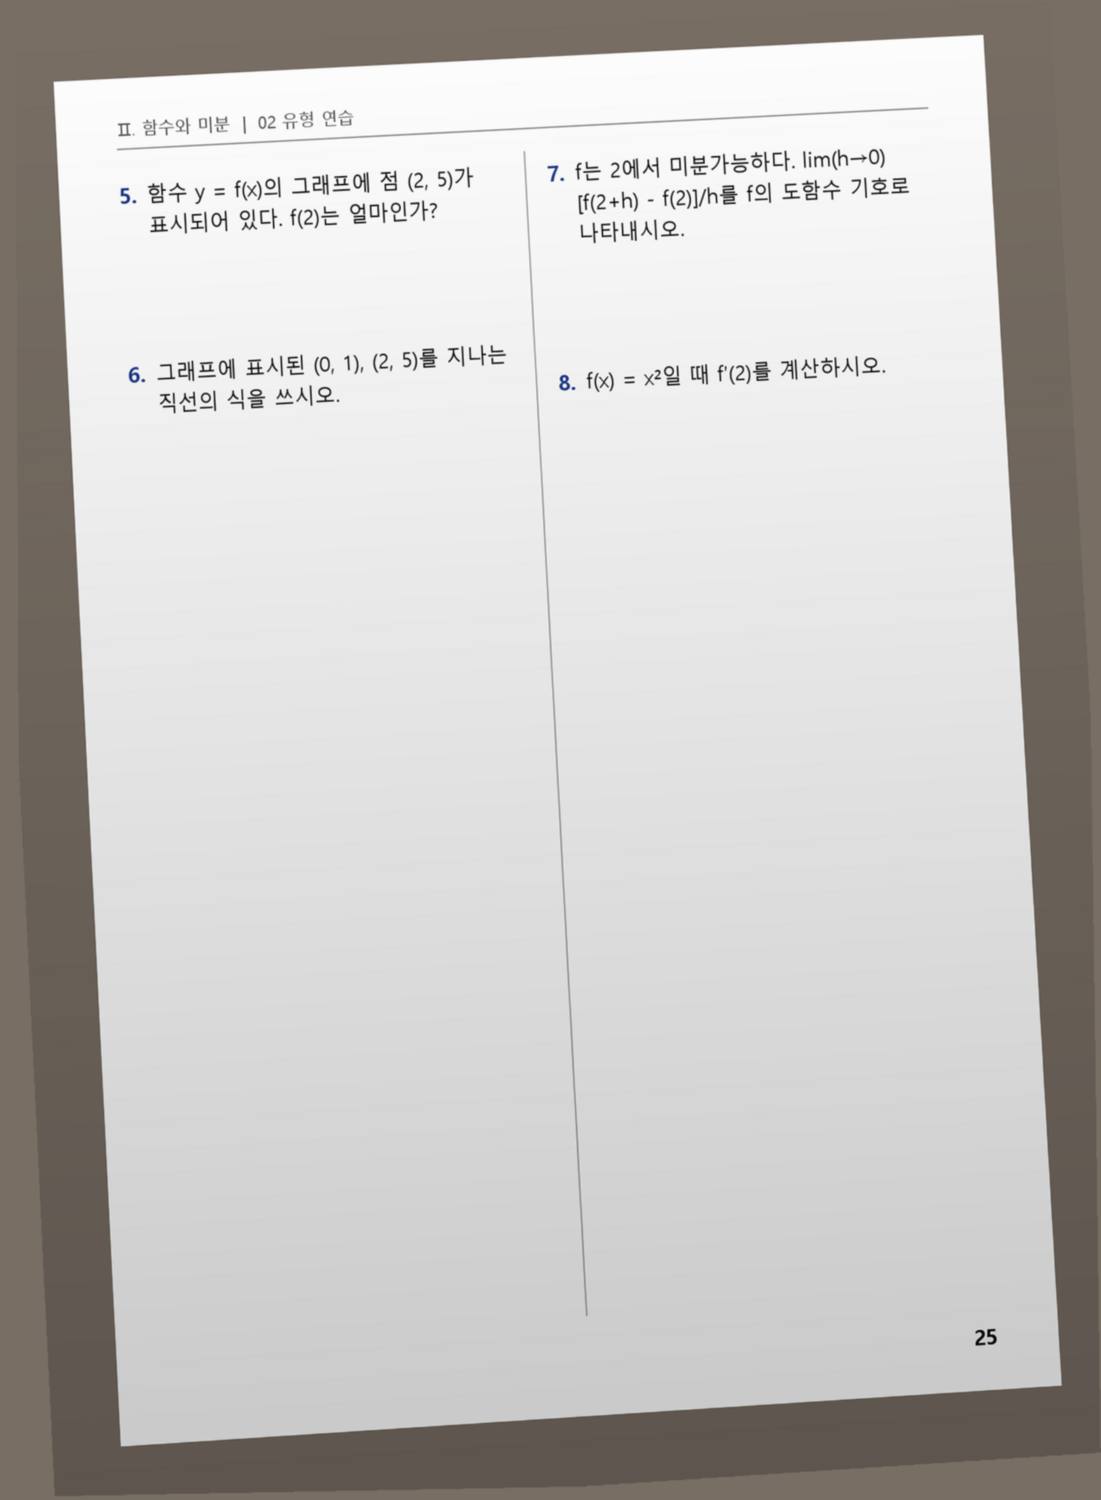 Ⅱ. 함수와 미분 | 02 유형 연습
5. 함수 y = f(x)의 그래프에 점 (2, 5)가
표시되어 있다. f(2)는 얼마인가?
6. 그래프에 표시된 (0, 1), (2, 5)를 지나는
직선의 식을 쓰시오.
7. f는 2에서 미분가능하다. lim(h→0)
[f(2+h) - f(2)]/h를 f의 도함수 기호로
나타내시오.
8. f(x) = x²일 때 f'(2)를 계산하시오.
25